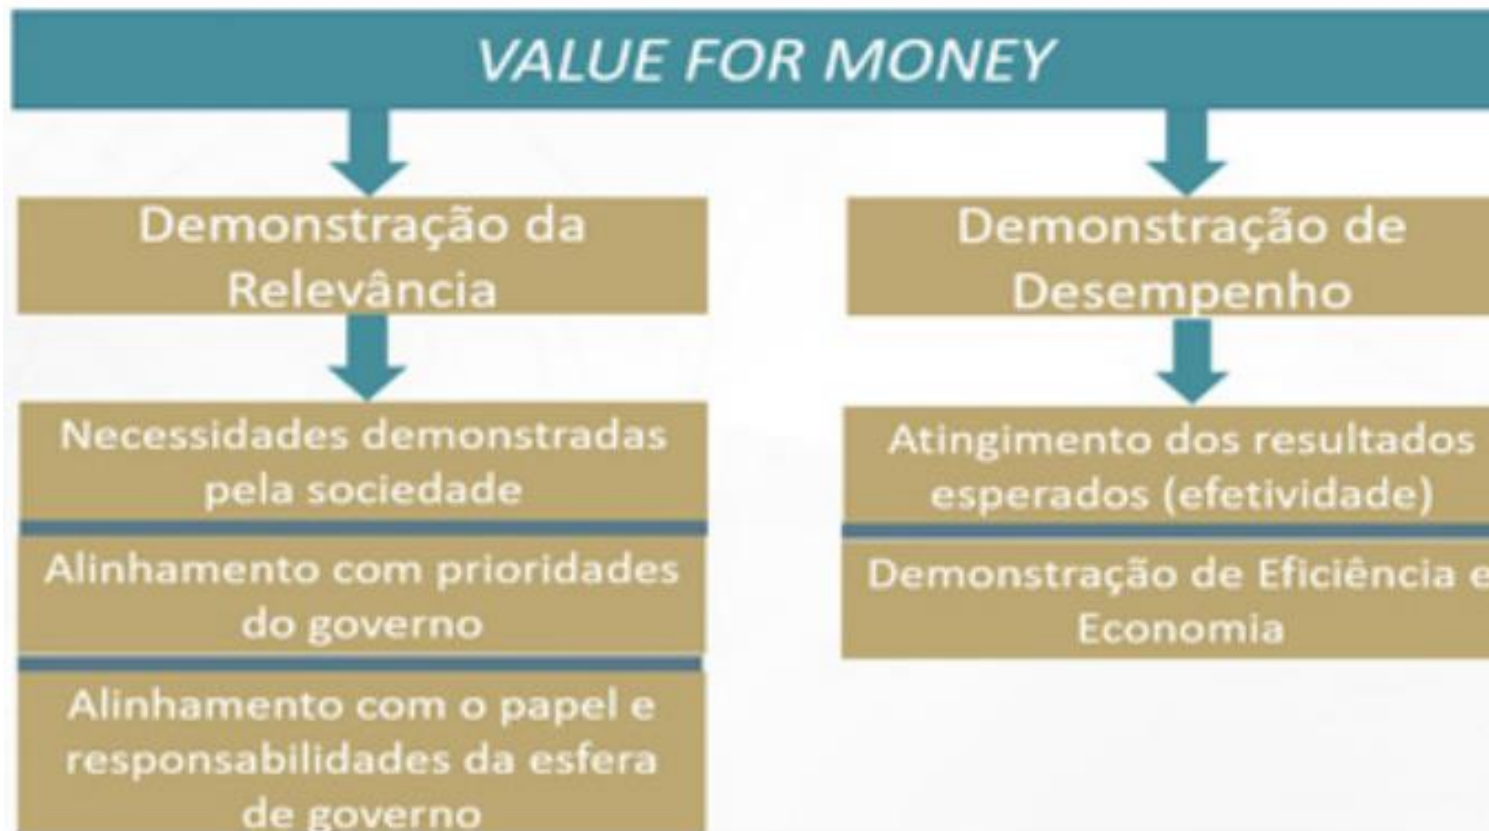 VALUE FOR MONEY
Demonstração da
Relevância
Necessidades demonstradas
pela sociedade
Alinhamento com prioridades
do governo
Alinhamento com o papel e
responsabilidades da esfera
de governo
Demonstração de
Desempenho
Atingimento dos resultados
esperados (efetividade)
Demonstração de Eficiência e
Economia